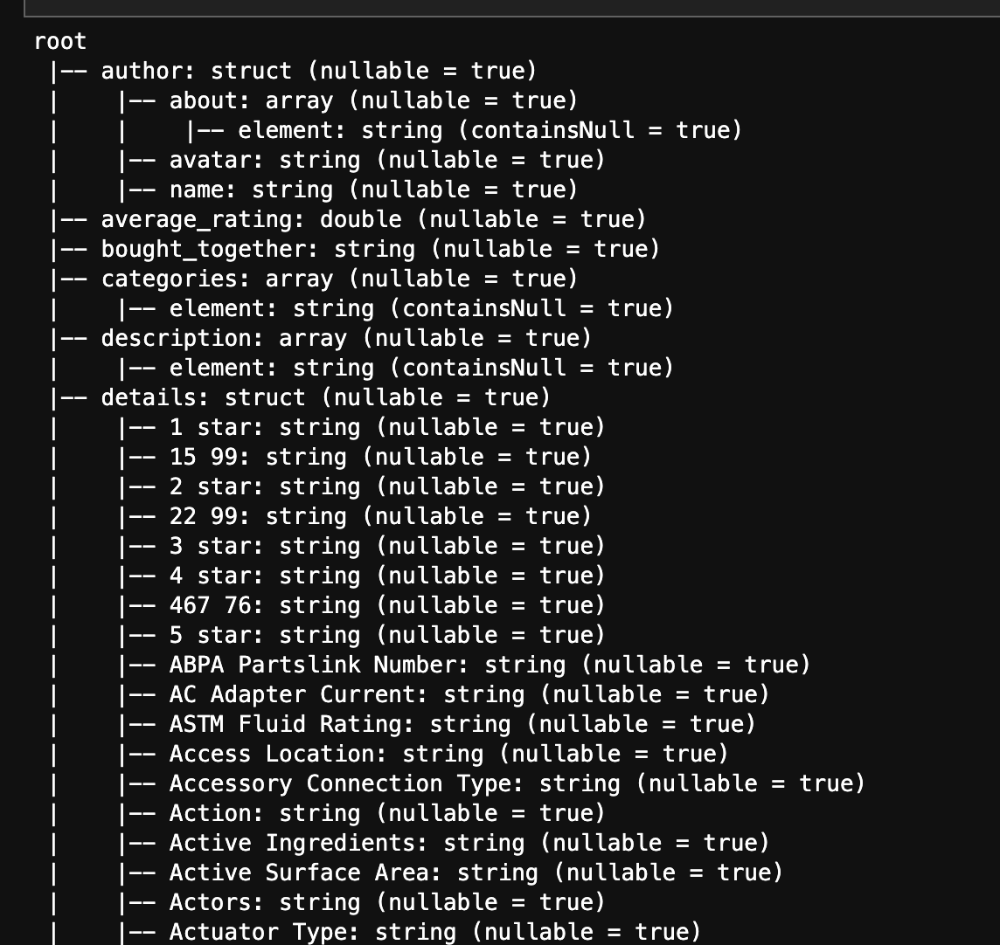 root
 |-- author: struct (nullable = true)
 |    |-- about: array (nullable = true)
 |    |    |-- element: string (containsNull = true)
 |    |-- avatar: string (nullable = true)
 |    |-- name: string (nullable = true)
 |-- average_rating: double (nullable = true)
 |-- bought_together: string (nullable = true)
 |-- categories: array (nullable = true)
 |    |-- element: string (containsNull = true)
 |-- description: array (nullable = true)
 |    |-- element: string (containsNull = true)
 |-- details: struct (nullable = true)
 |    |-- 1 star: string (nullable = true)
 |    |-- 15 99: string (nullable = true)
 |    |-- 2 star: string (nullable = true)
 |    |-- 22 99: string (nullable = true)
 |    |-- 3 star: string (nullable = true)
 |    |-- 4 star: string (nullable = true)
 |    |-- 467 76: string (nullable = true)
 |    |-- 5 star: string (nullable = true)
 |    |-- ABPA Partslink Number: string (nullable = true)
 |    |-- AC Adapter Current: string (nullable = true)
 |    |-- ASTM Fluid Rating: string (nullable = true)
 |    |-- Access Location: string (nullable = true)
 |    |-- Accessory Connection Type: string (nullable = true)
 |    |-- Action: string (nullable = true)
 |    |-- Active Ingredients: string (nullable = true)
 |    |-- Active Surface Area: string (nullable = true)
 |    |-- Actors: string (nullable = true)
 |    |-- Actuator Type: string (nullable = true)